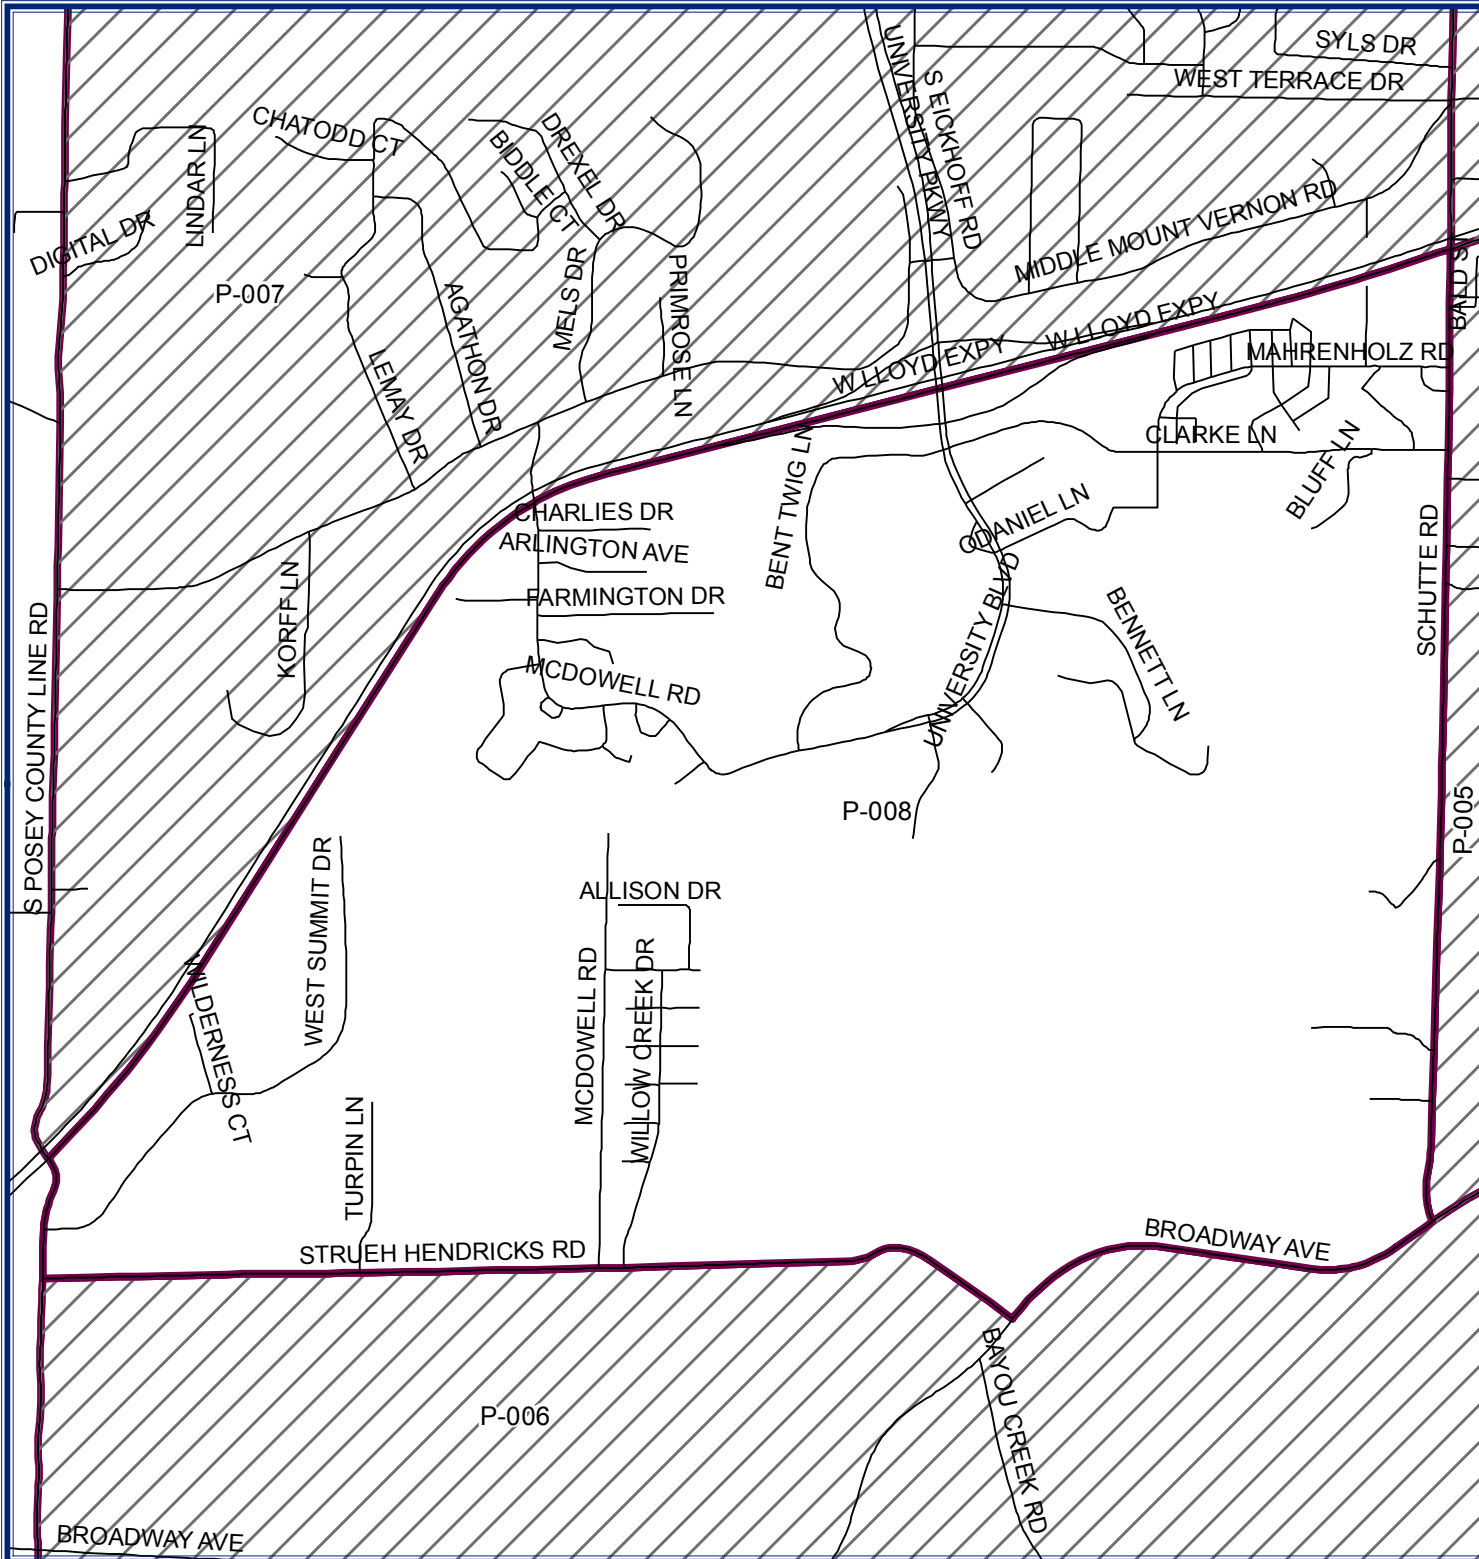 SYLS DR
WEST TERRACE DR
UNIVERSITY PKWY
S EICKHOFF RD
CHATODD CT
LINDAR LN
BIDDLE CT
DREXEL DR
DIGITAL DR
MIDDLE MOUNT VERNON RD
P-007
MELS DR
PRIMROSE LN
AGATHON DR
LEMAY DR
W LLOYD EXPY
W LLOYD EXPY
MAHRENHOLZ RD
CLARKE LN
BLUFF LN
BENT TWIG LN
CHARLIES DR
ARLINGTON AVE
FARMINGTON DR
ODANIEL LN
SCHUTTE RD
KORFF LN
UNIVERSITY BLVD
BENNETT LN
MCDOWELL RD
S POSEY COUNTY LINE RD
P-008
P-005
ALLISON DR
WEST SUMMIT DR
MCDOWELL RD
WILLOW CREEK DR
WILDERNESS CT
TURPIN LN
STRUEH HENDRICKS RD
BROADWAY AVE
BAYOU CREEK RD
P-006
BROADWAY AVE